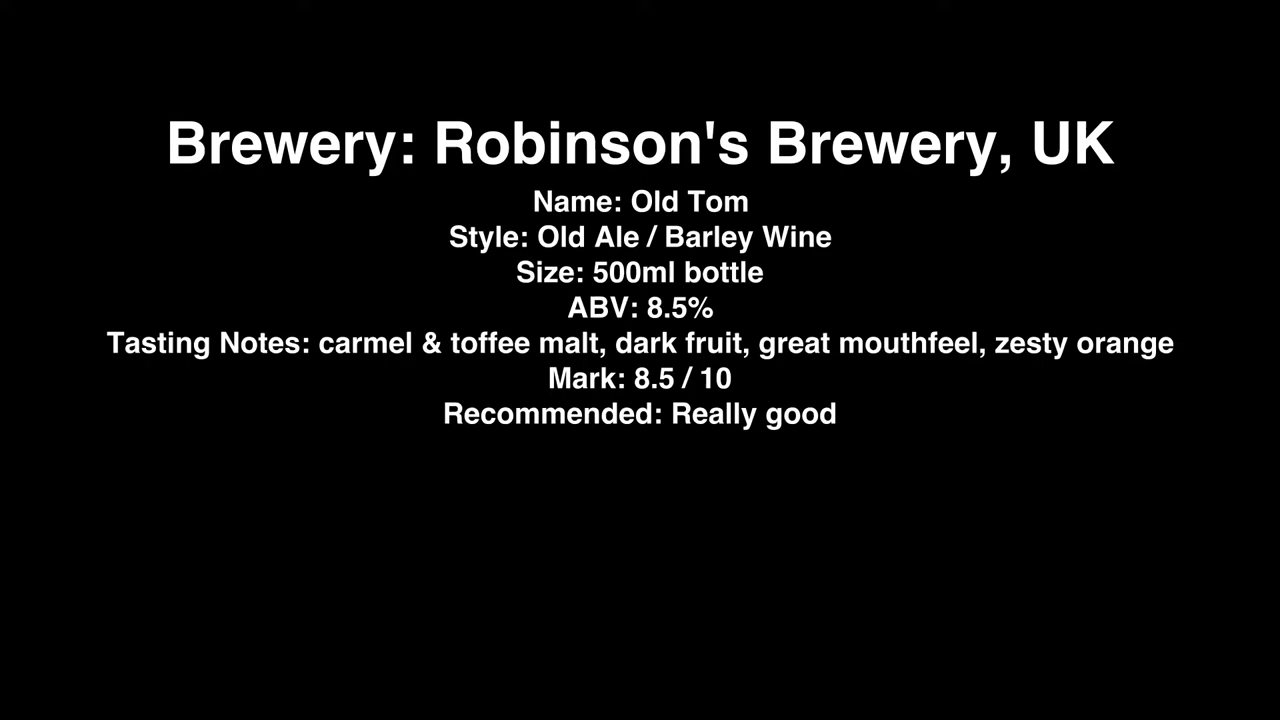 Brewery: Robinson's Brewery, UK
Name: Old Tom
Style: Old Ale / Barley Wine
Size: 500ml bottle
ABV: 8.5%
Tasting Notes: carmel & toffee malt, dark fruit, great mouthfeel, zesty orange
Mark: 8.5 / 10
Recommended: Really good